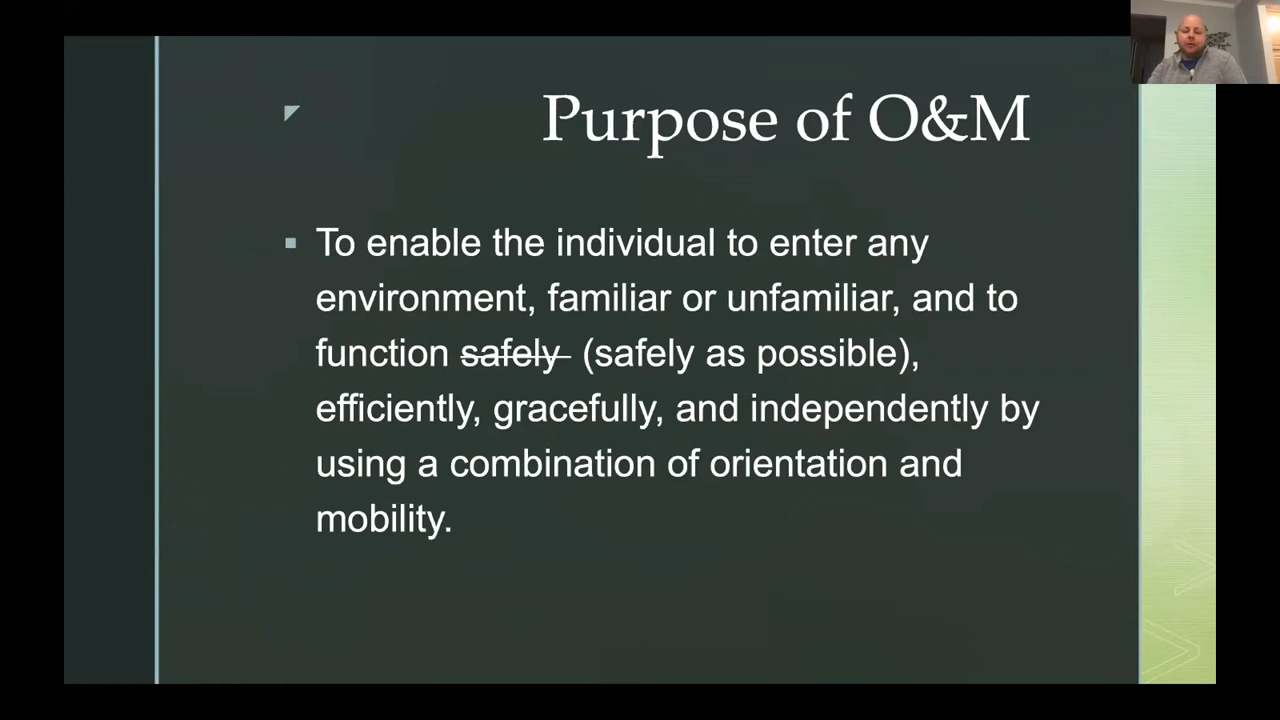 Purpose of O&M
▪ To enable the individual to enter any
environment, familiar or unfamiliar, and to
function safely (safely as possible),
efficiently, gracefully, and independently by
using a combination of orientation and
mobility.